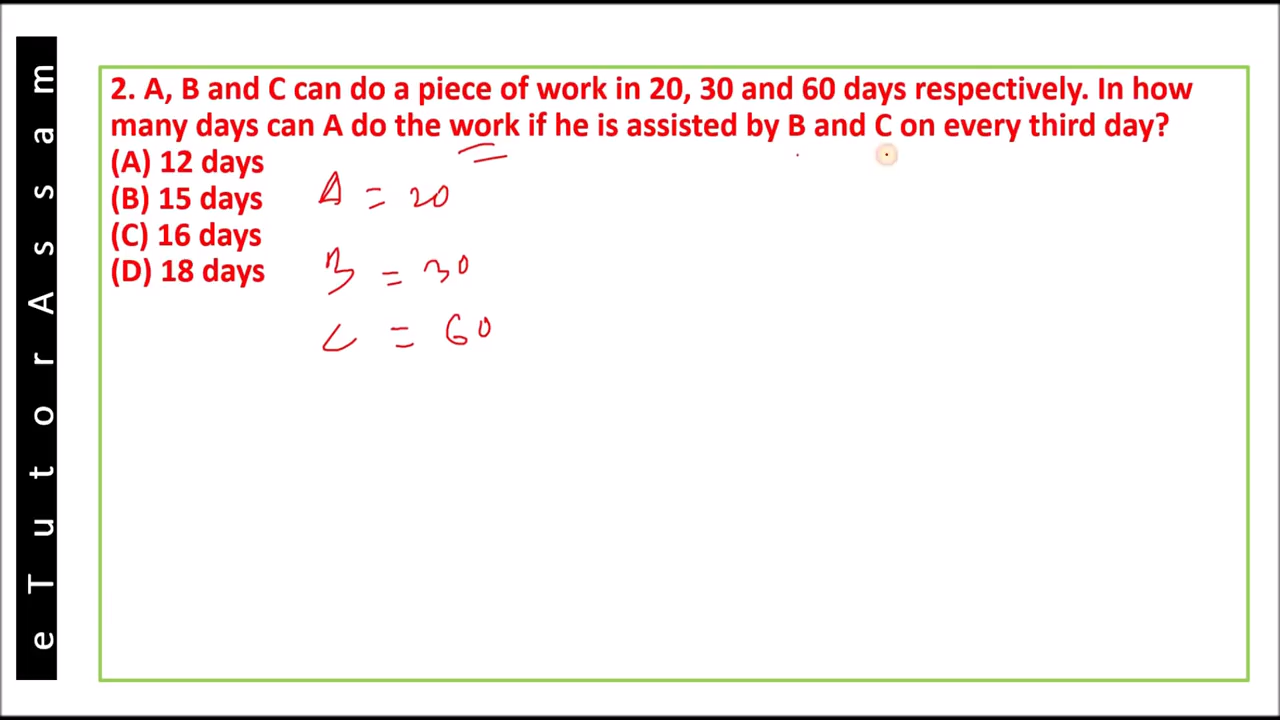 2. A, B and C can do a piece of work in 20, 30 and 60 days respectively. In how
many days can A do the work if he is assisted by B and C on every third day?
(A) 12 days
(B) 15 days
(C) 16 days
(D) 18 days
A = 20
B = 30
C = 60
eTutorAssam